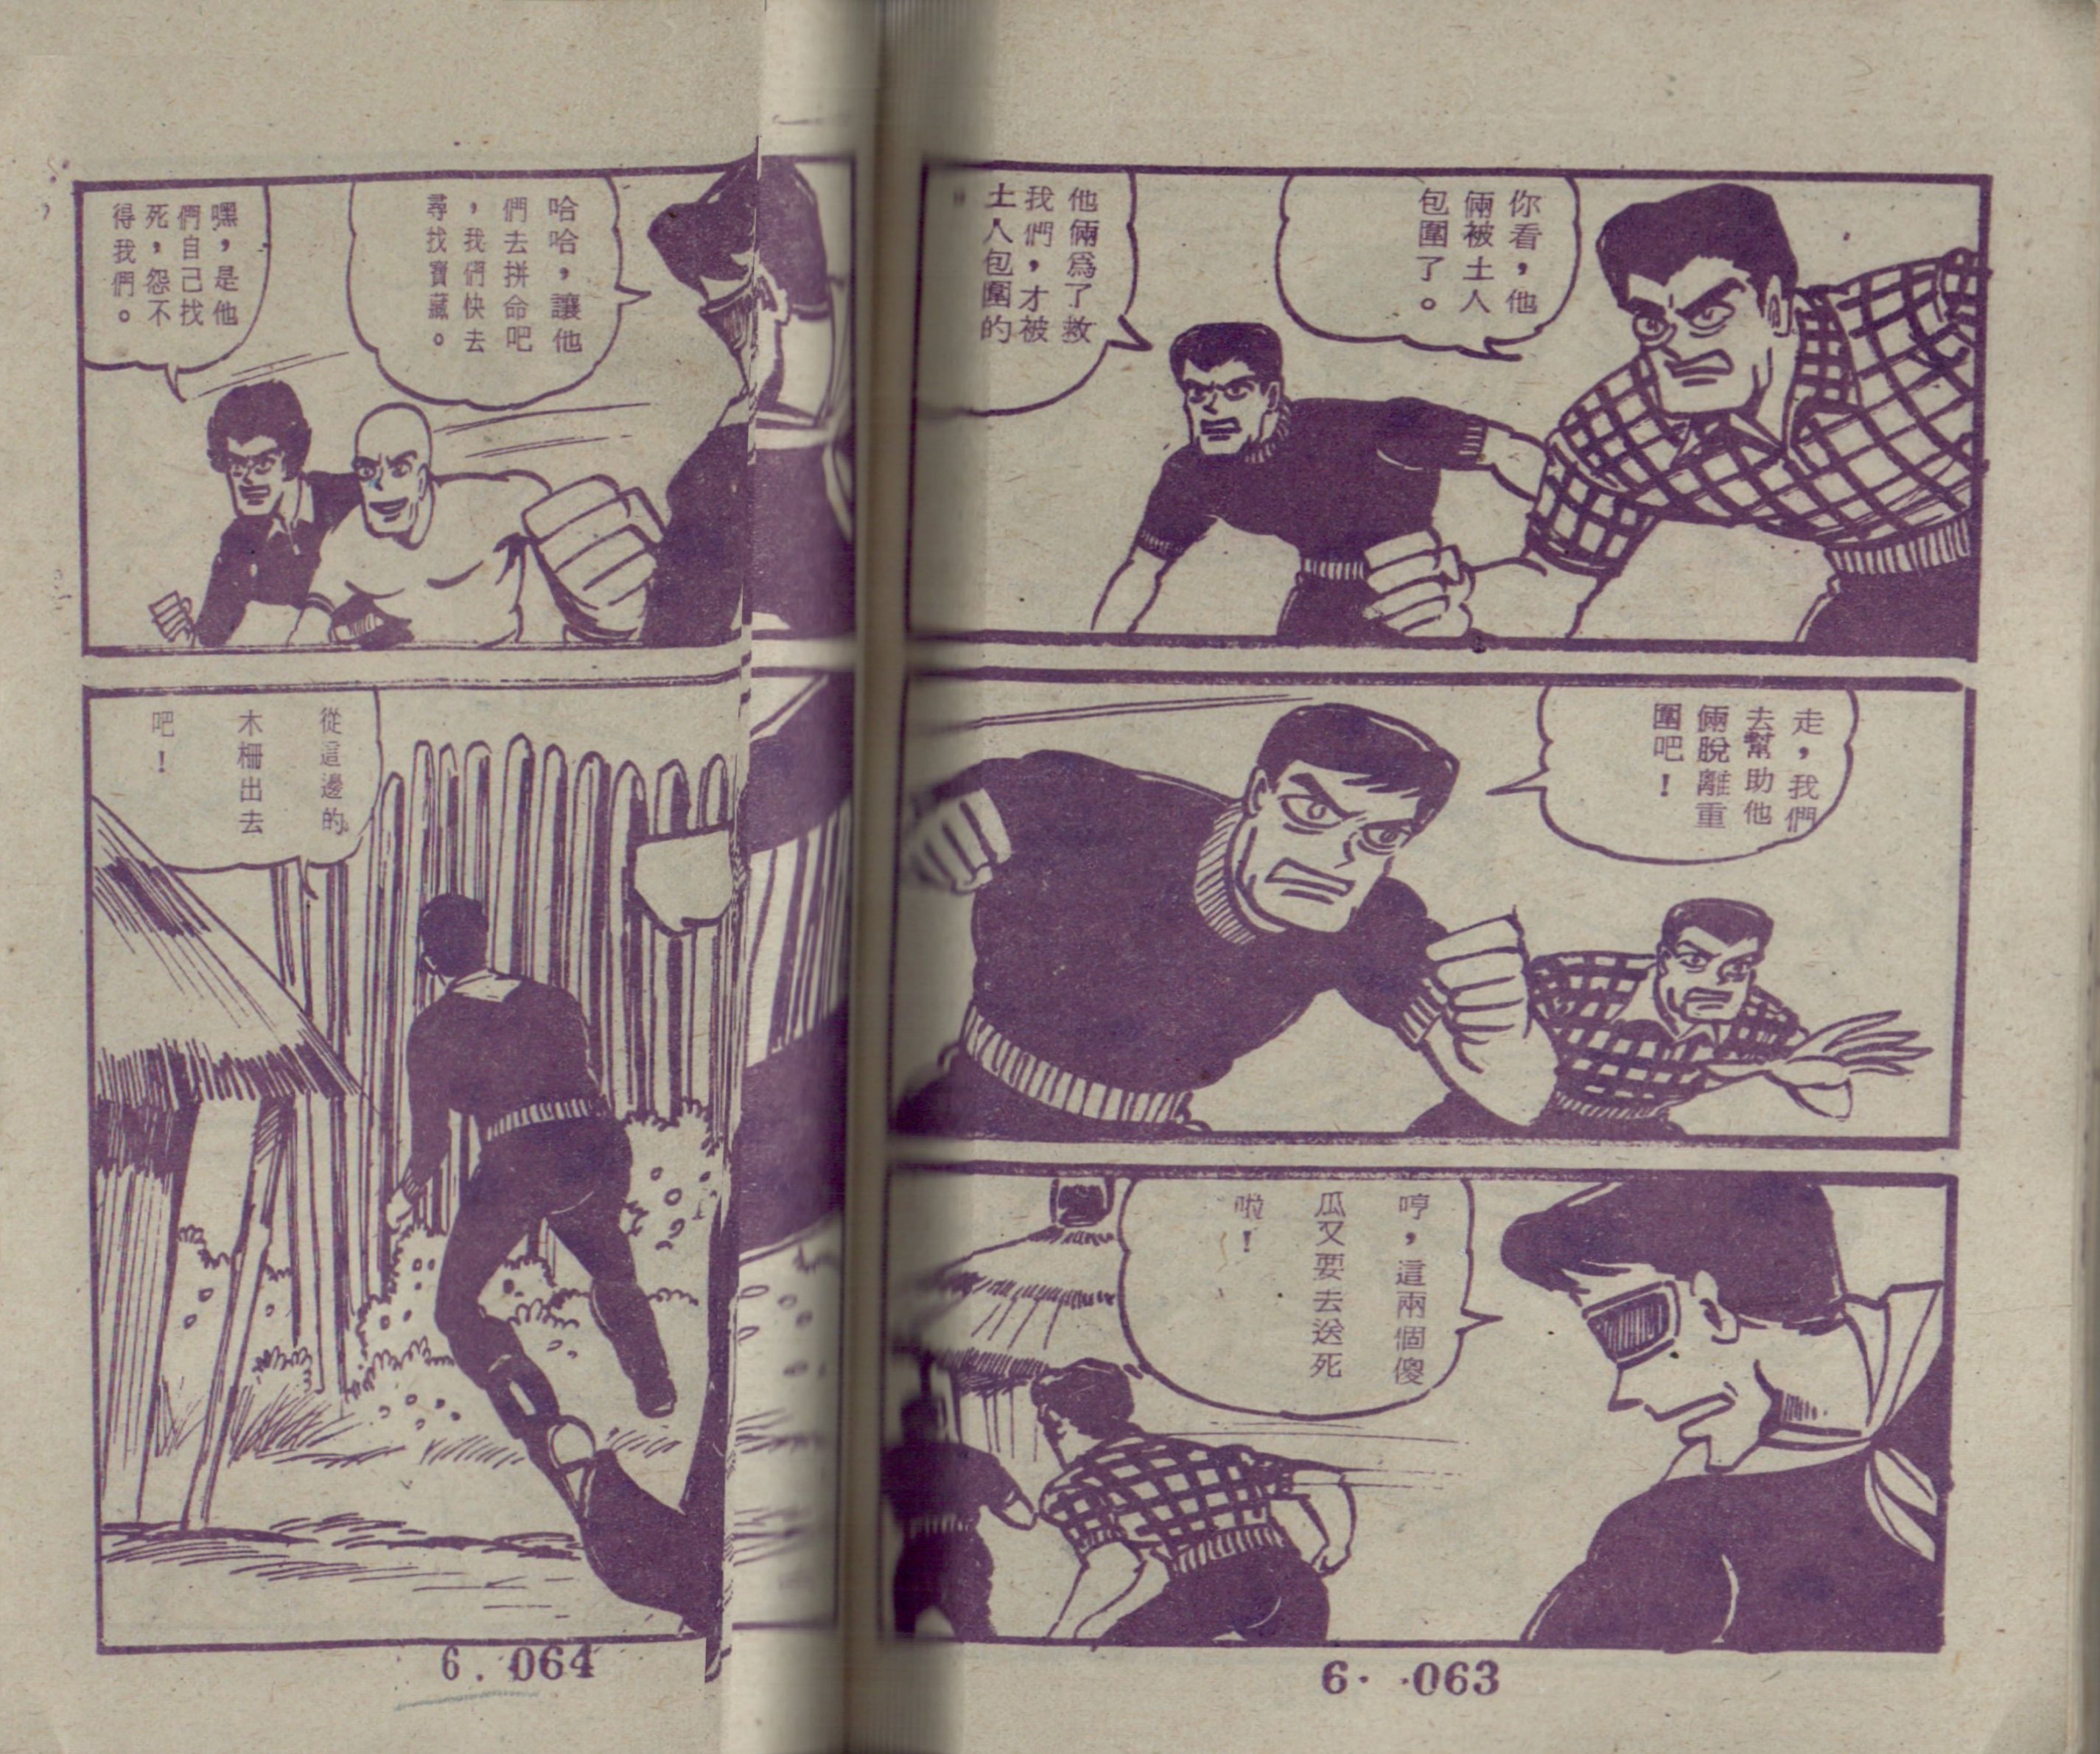 你看，他
倆被土人
包圍了。
他倆爲了救
我們，才被
土人包圍的
走，我們
去幫助他
倆脫離重
圍吧！
哼，這兩個傻
瓜又要去送死
啦！
6. 063
哈哈，讓他
們去拼命吧
，我們快去
尋找寶藏。
嘿，是他
們自己找
死，怨不
得我們。
從這邊的
木柵出去
吧！
6. 064